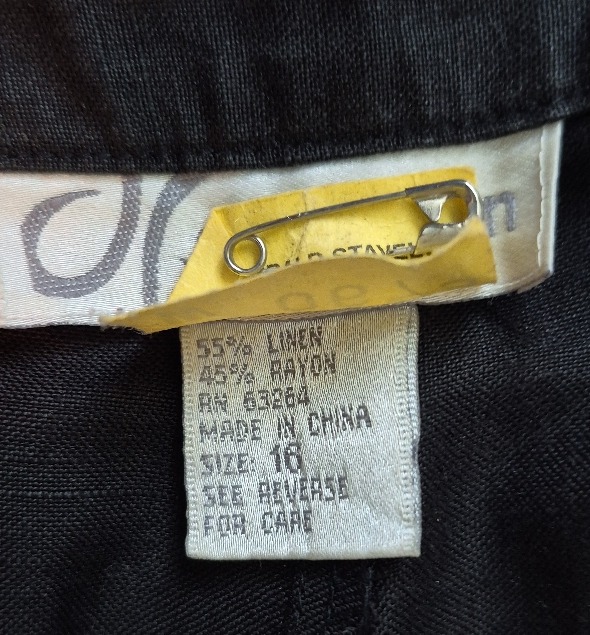 55% LINEN
45% RAYON
RN 63264
MADE IN CHINA
SIZE: 16
SEE REVERSE
FOR CARE